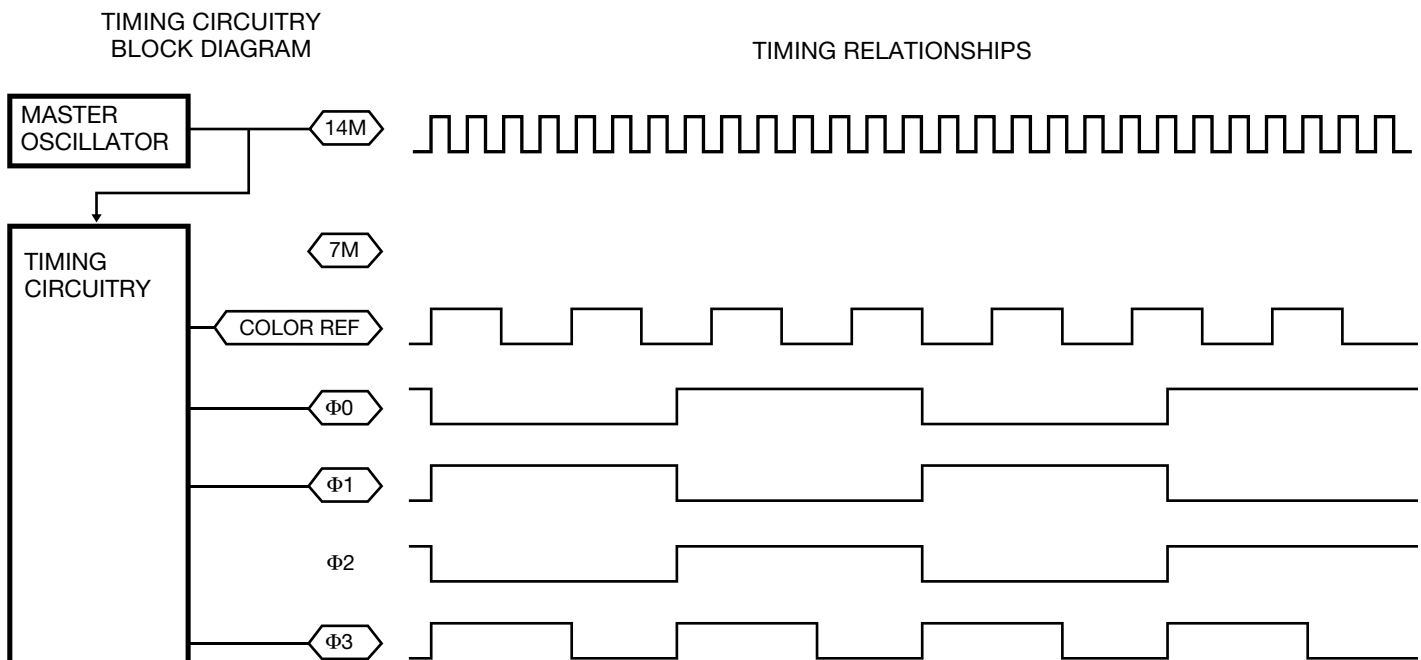 TIMING CIRCUITRY
BLOCK DIAGRAM
TIMING RELATIONSHIPS
MASTER
OSCILLATOR
14M
7M
TIMING
CIRCUITRY
COLOR REF
Φ0
Φ1
Φ2
Φ3